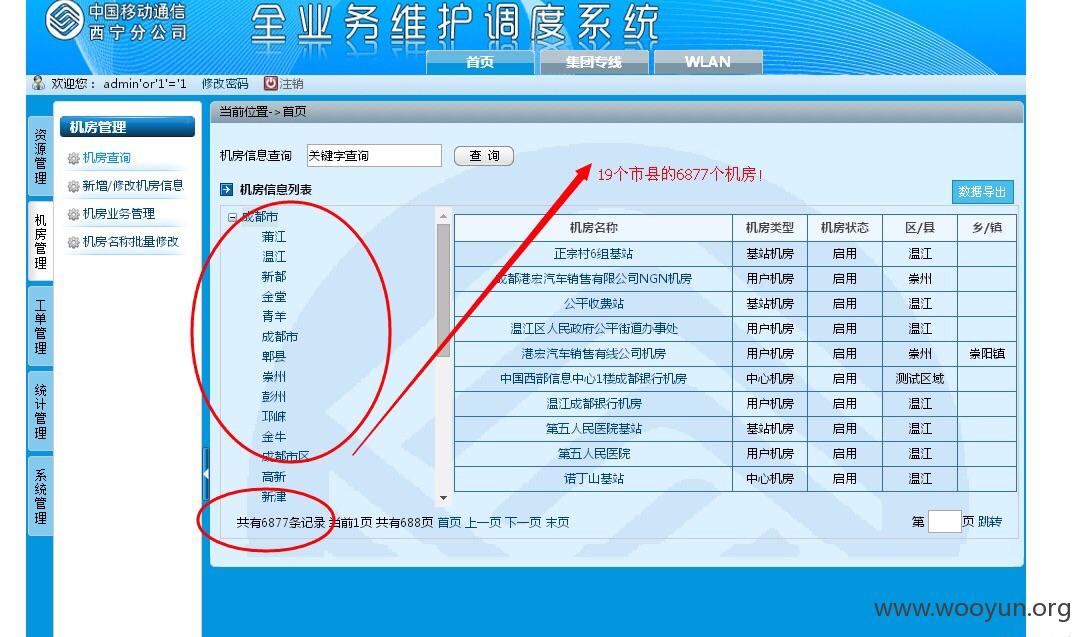 中国移动通信
西宁分公司
全业务维护调度系统
首页 集团专线 WLAN
欢迎您： admin'or'1'='1 修改密码 注销
资源管理
机房管理
工单管理
统计管理
系统管理
机房管理
机房查询
新增/修改机房信息
机房业务管理
机房名称批量修改
当前位置->首页
机房信息查询 关键字查询 查 询
19个市县的6877个机房！
机房信息列表
数据导出
成都市
蒲江
温江
新都
金堂
青羊
成都市
郫县
崇州
彭州
邛崃
金牛
成都市区
高新
新津
机房名称 机房类型 机房状态 区/县 乡/镇
正宗村6组基站 基站机房 启用 温江
成都港宏汽车销售有限公司NGN机房 用户机房 启用 崇州
公平收费站 基站机房 启用 温江
温江区人民政府公平街道办事处 用户机房 启用 温江
港宏汽车销售有线公司机房 用户机房 启用 崇州 崇阳镇
中国西部信息中心1楼成都银行机房 中心机房 启用 测试区域
温江成都银行机房 用户机房 启用 温江
第五人民医院基站 基站机房 启用 温江
第五人民医院 用户机房 启用 温江
诺丁山基站 中心机房 启用 温江
共有6877条记录 当前1页 共有688页 首页 上一页 下一页 末页
第 页 跳转
www.wooyun.org